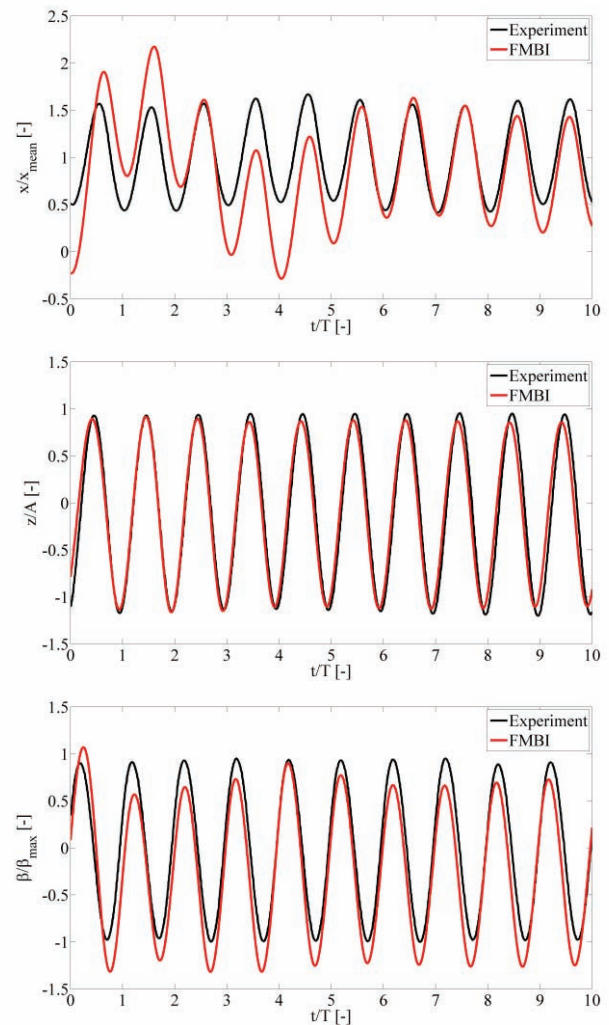 2.5
2
1.5
1
0.5
0
-0.5
x/x_mean [-]
Experiment
FMBI
0 1 2 3 4 5 6 7 8 9 10
t/T [-]
1.5
1
0.5
0
-0.5
-1
-1.5
z/A [-]
Experiment
FMBI
0 1 2 3 4 5 6 7 8 9 10
t/T [-]
1.5
1
0.5
0
-0.5
-1
-1.5
β/β_max [-]
Experiment
FMBI
0 1 2 3 4 5 6 7 8 9 10
t/T [-]